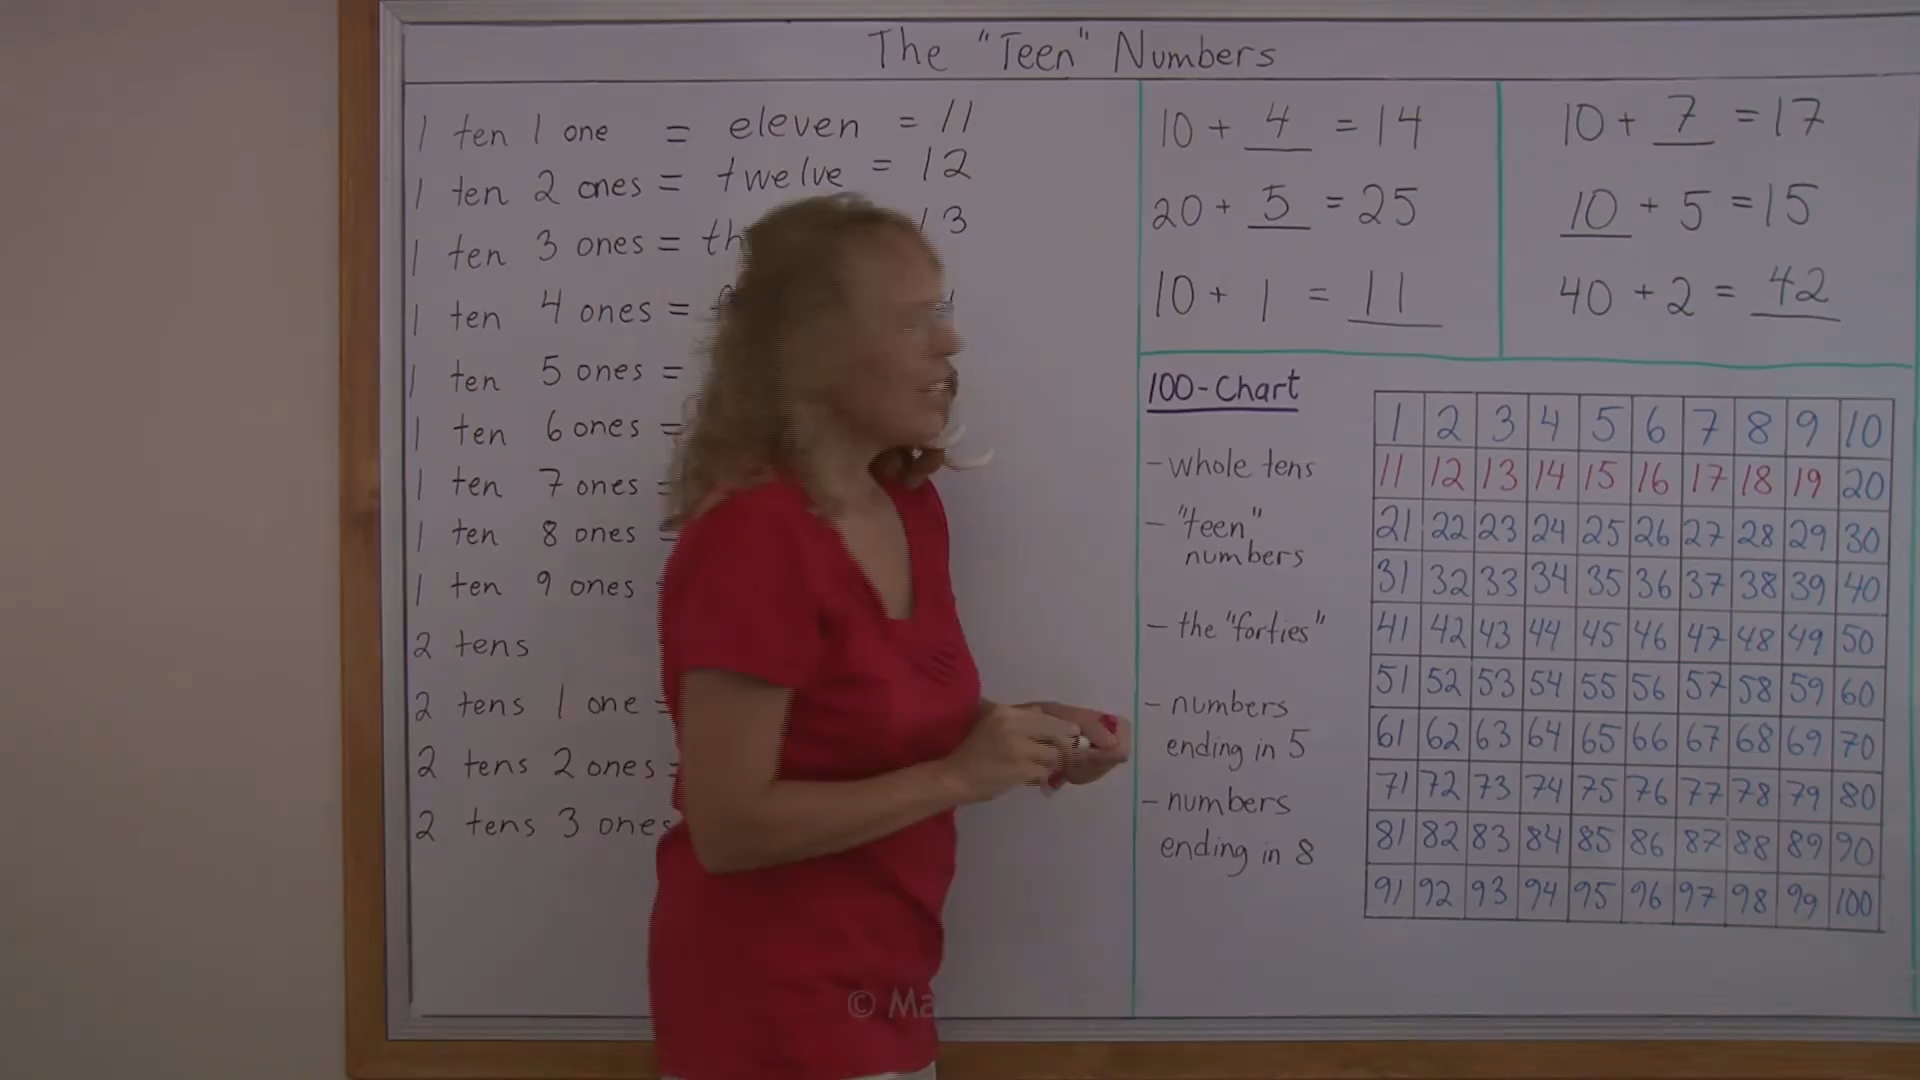 The "Teen" Numbers
1 ten 1 one = eleven = 11
1 ten 2 ones = twelve = 12
1 ten 3 ones = th 13
1 ten 4 ones =
1 ten 5 ones =
1 ten 6 ones =
1 ten 7 ones =
1 ten 8 ones =
1 ten 9 ones
2 tens
2 tens 1 one =
2 tens 2 ones =
2 tens 3 ones
10 + 4 = 14
20 + 5 = 25
10 + 1 = 11
10 + 7 = 17
10 + 5 = 15
40 + 2 = 42
100-Chart
- whole tens
- "teen"
numbers
- the "forties"
- numbers
ending in 5
- numbers
ending in 8
1 2 3 4 5 6 7 8 9 10
11 12 13 14 15 16 17 18 19 20
21 22 23 24 25 26 27 28 29 30
31 32 33 34 35 36 37 38 39 40
41 42 43 44 45 46 47 48 49 50
51 52 53 54 55 56 57 58 59 60
61 62 63 64 65 66 67 68 69 70
71 72 73 74 75 76 77 78 79 80
81 82 83 84 85 86 87 88 89 90
91 92 93 94 95 96 97 98 99 100
© Ma